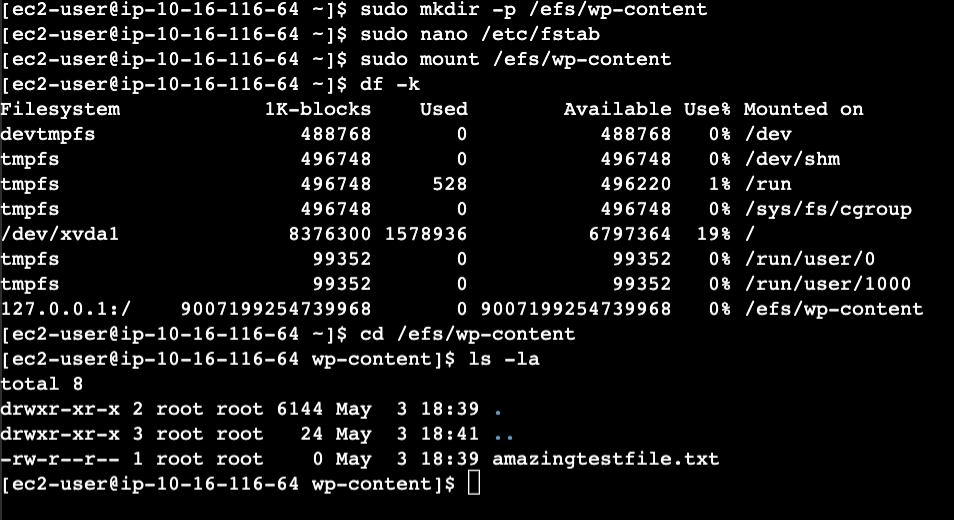 [ec2-user@ip-10-16-116-64 ~]$ sudo mkdir -p /efs/wp-content
[ec2-user@ip-10-16-116-64 ~]$ sudo nano /etc/fstab
[ec2-user@ip-10-16-116-64 ~]$ sudo mount /efs/wp-content
[ec2-user@ip-10-16-116-64 ~]$ df -k
Filesystem            1K-blocks    Used        Available Use% Mounted on
devtmpfs                 488768       0           488768   0% /dev
tmpfs                    496748       0           496748   0% /dev/shm
tmpfs                    496748     528           496220   1% /run
tmpfs                    496748       0           496748   0% /sys/fs/cgroup
/dev/xvda1              8376300 1578936          6797364  19% /
tmpfs                     99352       0            99352   0% /run/user/0
tmpfs                     99352       0            99352   0% /run/user/1000
127.0.0.1:/    9007199254739968       0 9007199254739968   0% /efs/wp-content
[ec2-user@ip-10-16-116-64 ~]$ cd /efs/wp-content
[ec2-user@ip-10-16-116-64 wp-content]$ ls -la
total 8
drwxr-xr-x 2 root root 6144 May  3 18:39 .
drwxr-xr-x 3 root root   24 May  3 18:41 ..
-rw-r--r-- 1 root root    0 May  3 18:39 amazingtestfile.txt
[ec2-user@ip-10-16-116-64 wp-content]$